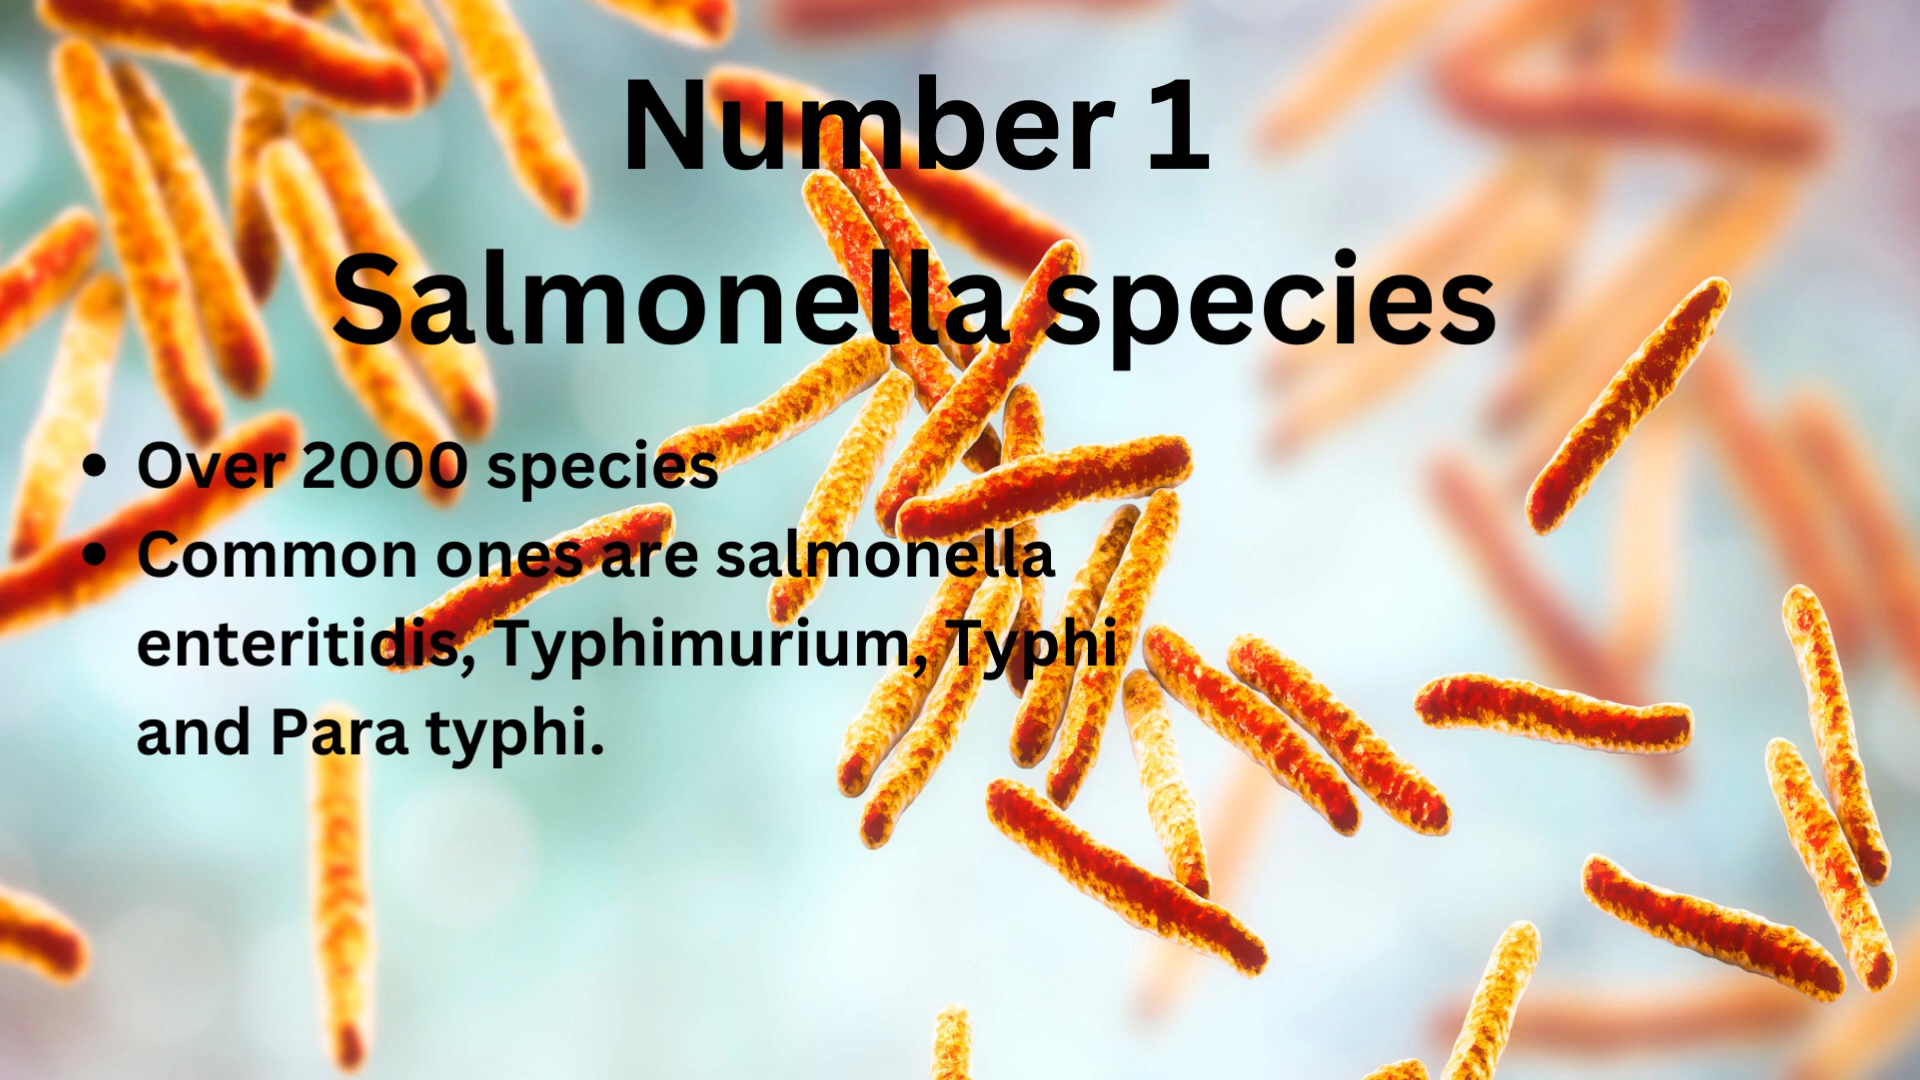 Number 1
Salmonella species
• Over 2000 species
• Common ones are salmonella
enteritidis, Typhimurium, Typhi
and Para typhi.